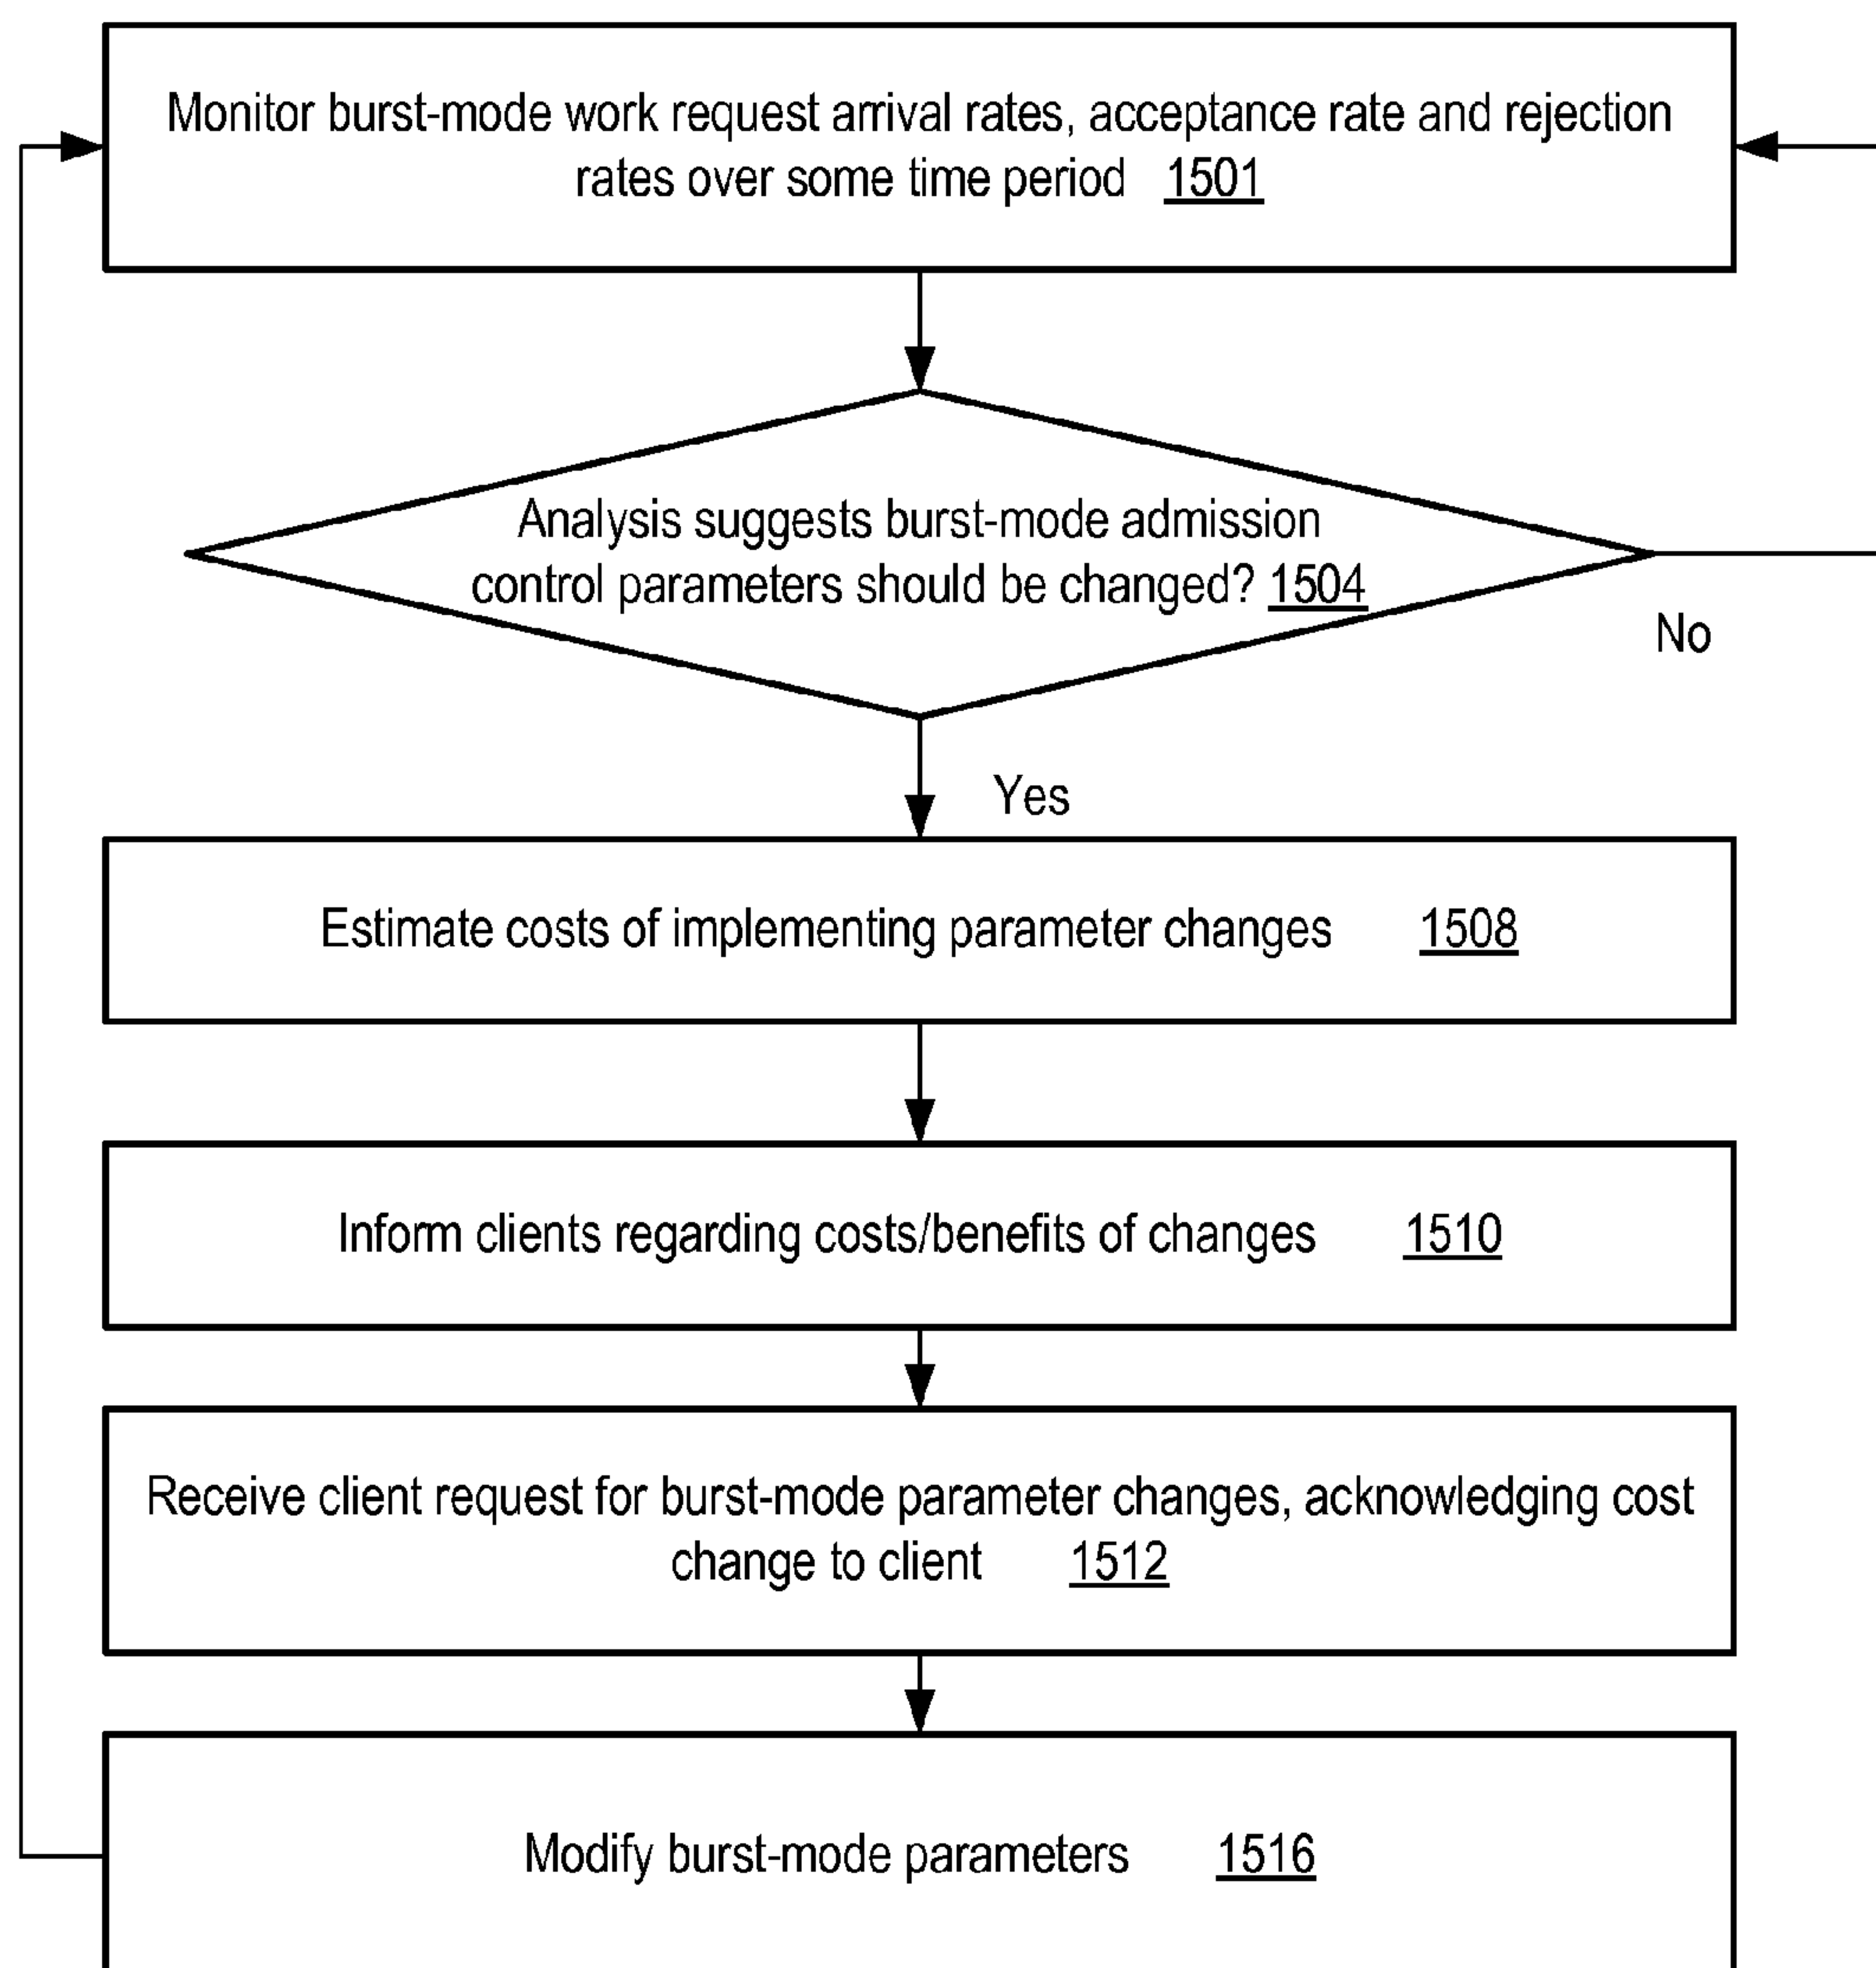 Monitor burst-mode work request arrival rates, acceptance rate and rejection
rates over some time period 1501
Analysis suggests burst-mode admission
control parameters should be changed? 1504
No
Yes
Estimate costs of implementing parameter changes 1508
Inform clients regarding costs/benefits of changes 1510
Receive client request for burst-mode parameter changes, acknowledging cost
change to client 1512
Modify burst-mode parameters 1516